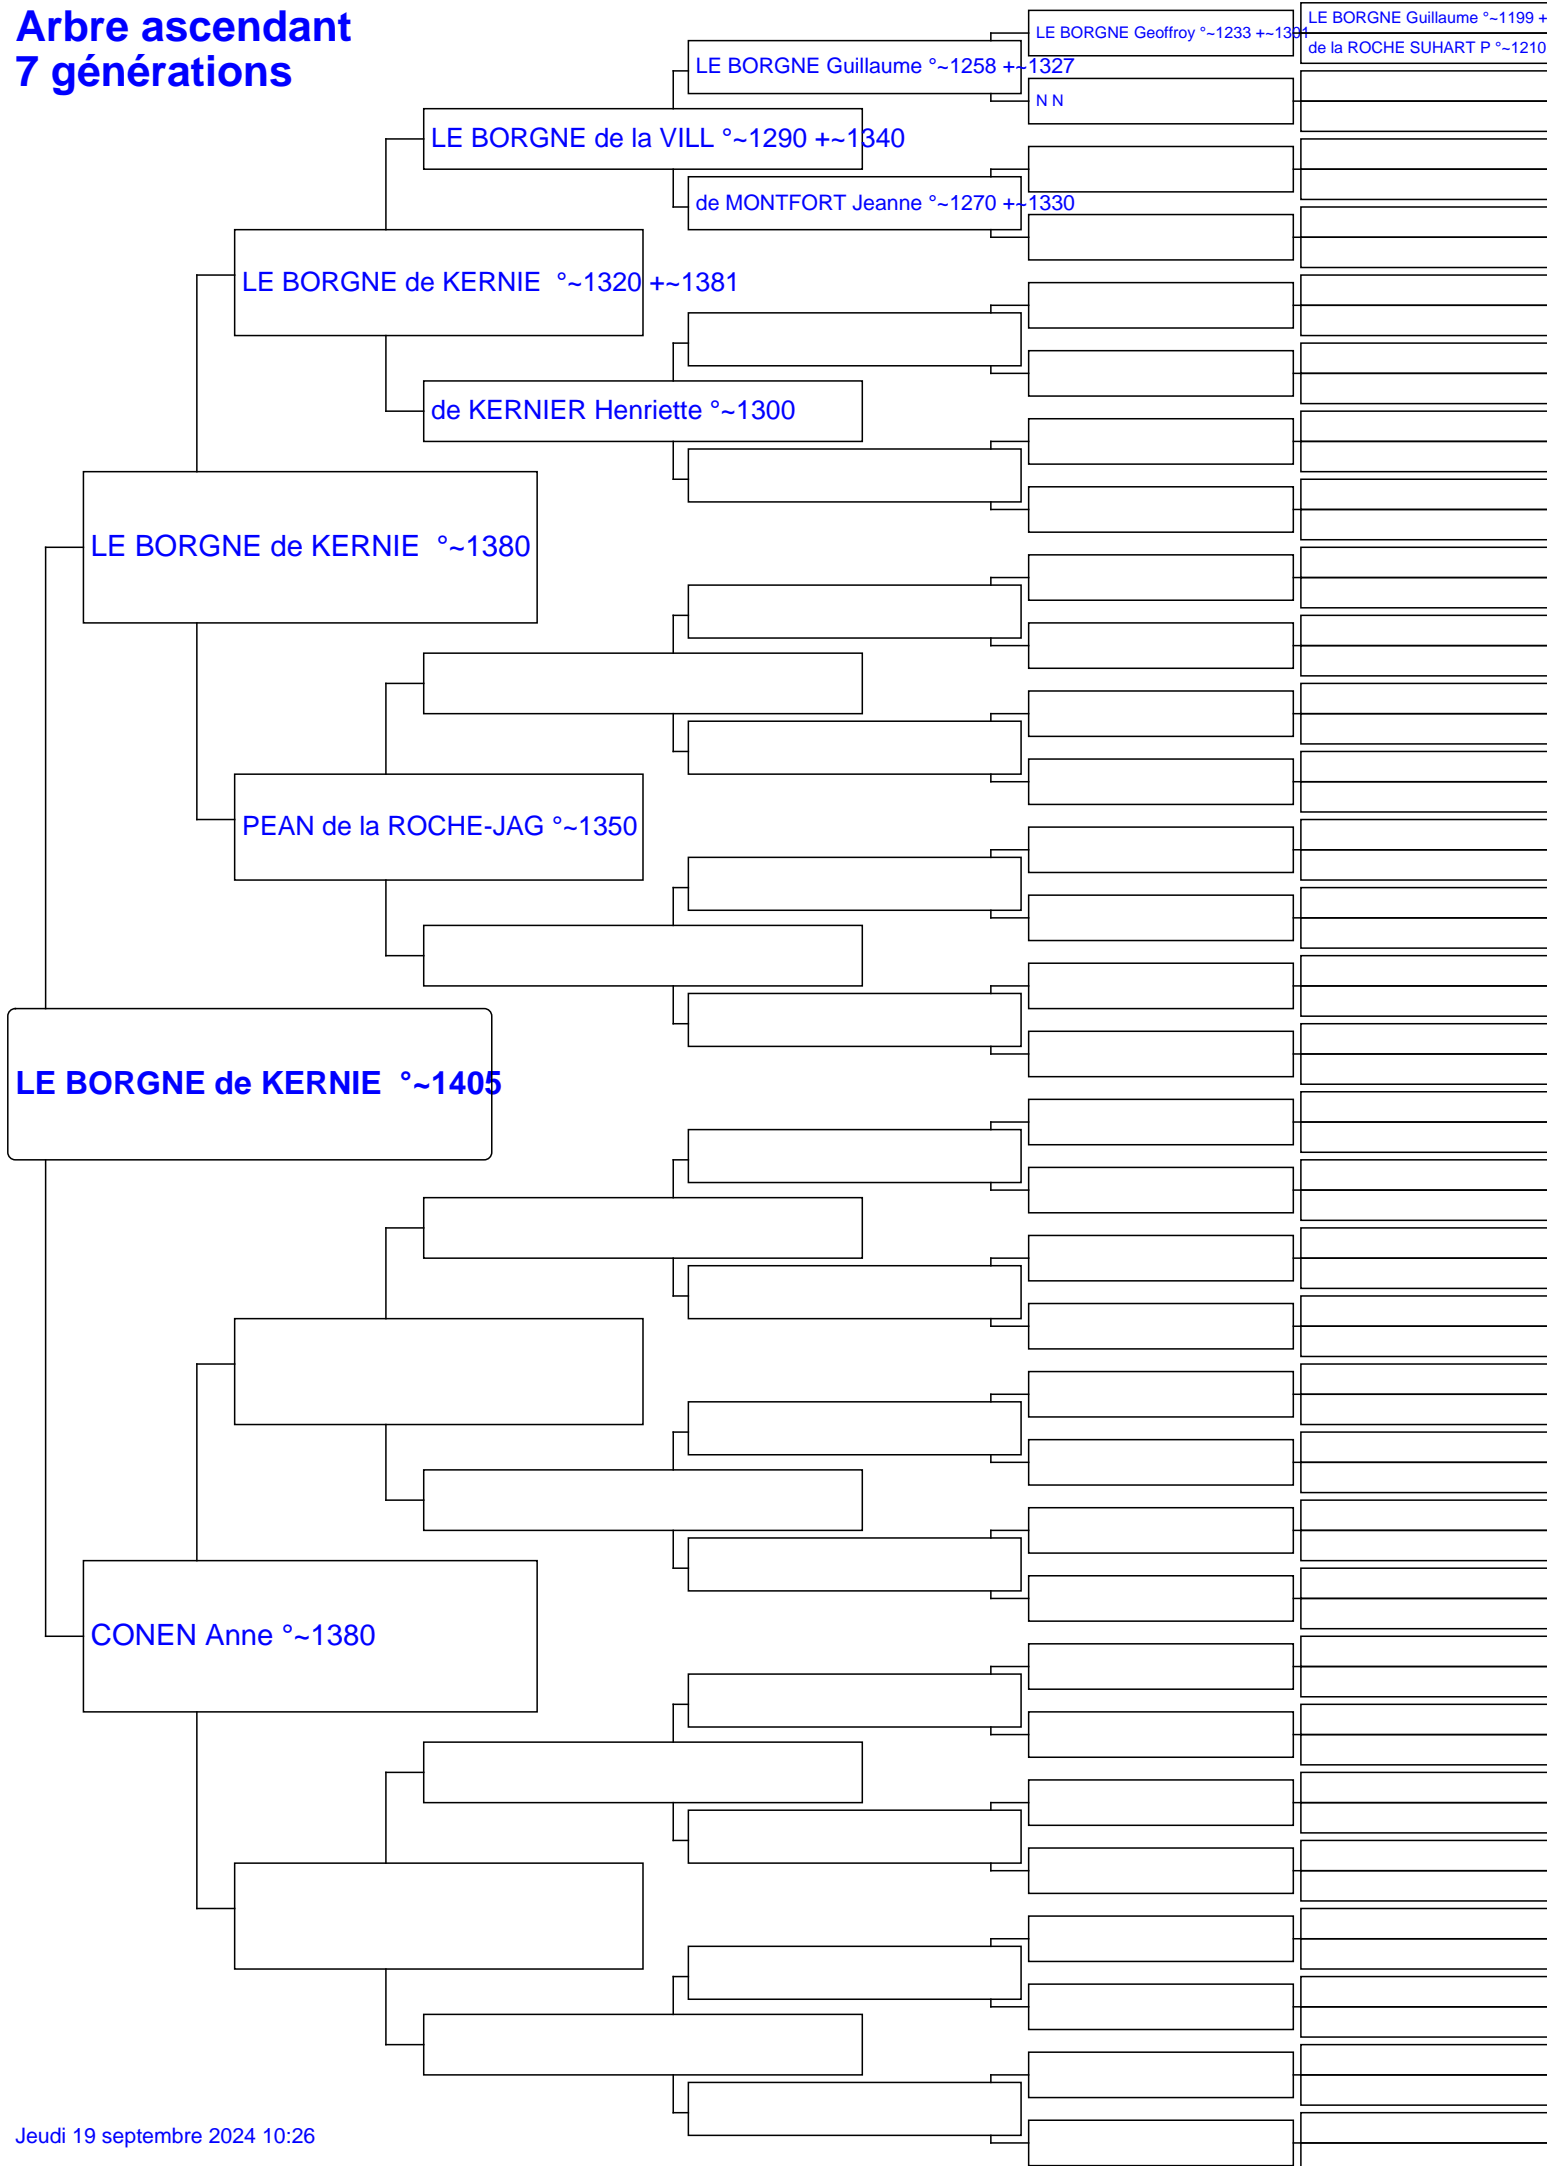 Arbre ascendant
7 générations
LE BORGNE Guillaume °~1199 +
LE BORGNE Geoffroy °~1233 +~1301
de la ROCHE SUHART P °~1210
LE BORGNE Guillaume °~1258 +~1327
N N
LE BORGNE de la VILL °~1290 +~1340
de MONTFORT Jeanne °~1270 +~1330
LE BORGNE de KERNIE °~1320 +~1381
de KERNIER Henriette °~1300
LE BORGNE de KERNIE °~1380
PEAN de la ROCHE-JAG °~1350
LE BORGNE de KERNIE °~1405
CONEN Anne °~1380
Jeudi 19 septembre 2024 10:26